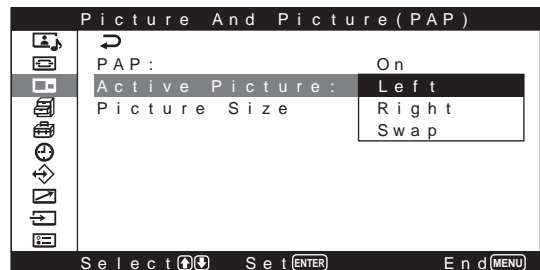 Picture And Picture(PAP)
PAP: On
Active Picture: Left
Picture Size Right
Swap
Select Set ENTER End MENU